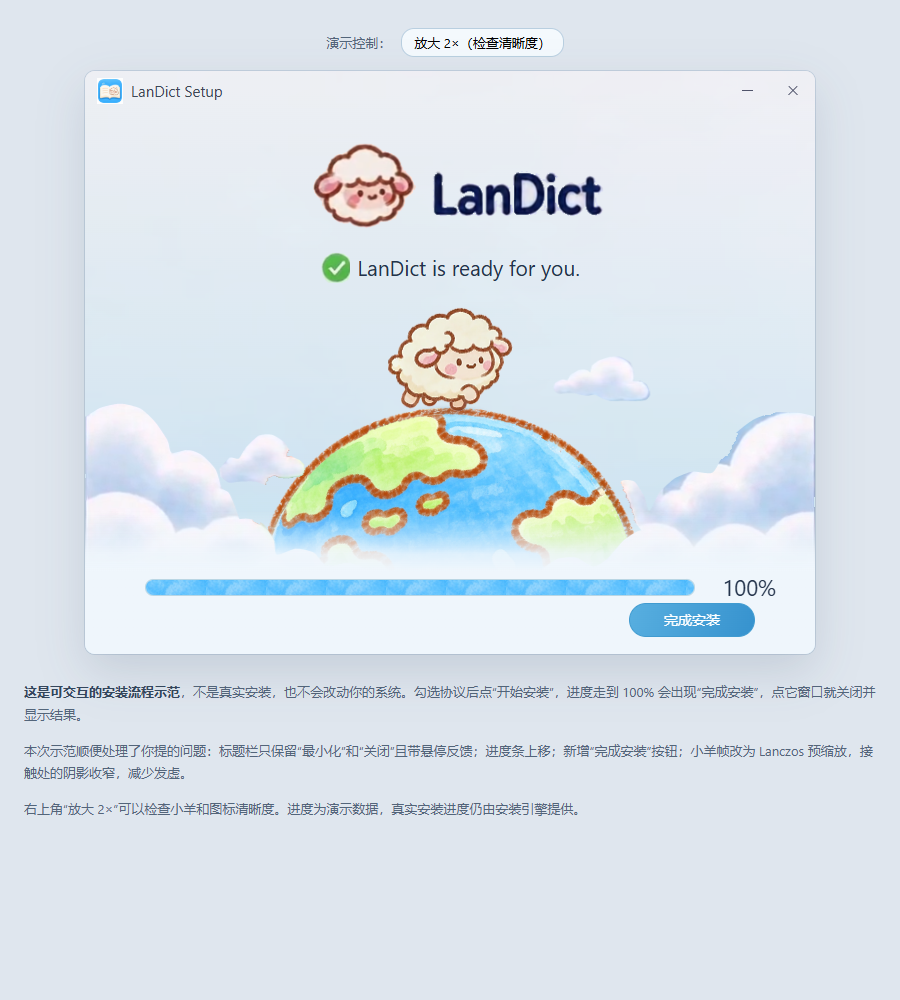 演示控制： 放大 2×（检查清晰度）
LanDict Setup
LanDict
LanDict is ready for you.
100%
完成安装
这是可交互的安装流程示范，不是真实安装，也不会改动你的系统。勾选协议后点“开始安装”，进度走到 100% 会出现“完成安装”，点它窗口就关闭并
显示结果。
本次示范顺便处理了你提的问题：标题栏只保留“最小化”和“关闭”且带悬停反馈；进度条上移；新增“完成安装”按钮；小羊帧改为 Lanczos 预缩放，接
触处的阴影收窄，减少发虚。
右上角“放大 2×”可以检查小羊和图标清晰度。进度为演示数据，真实安装进度仍由安装引擎提供。